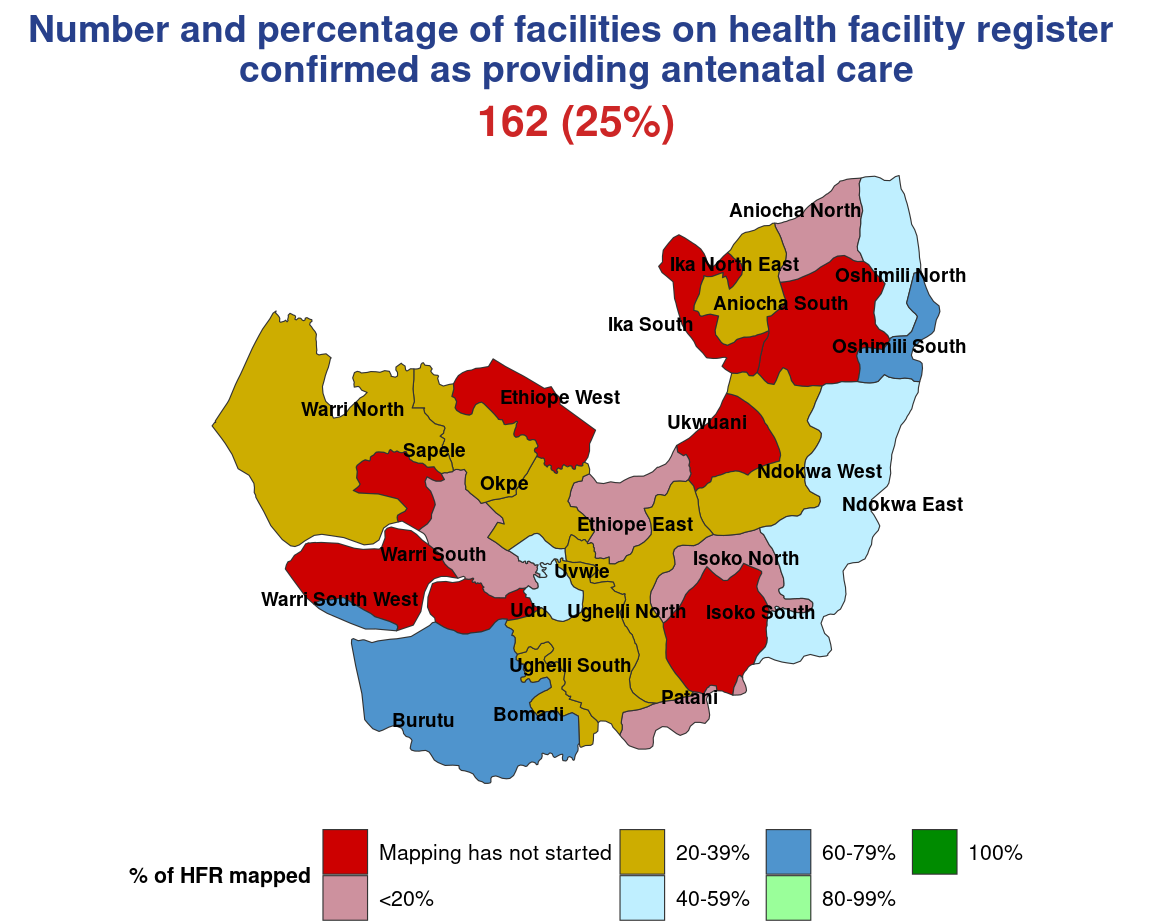 Number and percentage of facilities on health facility register
confirmed as providing antenatal care
162 (25%)
Aniocha North
Ika North East
Oshimili North
Aniocha South
Ika South
Oshimili South
Ethiope West
Warri North
Ukwuani
Sapele
Ndokwa West
Okpe
Ndokwa East
Ethiope East
Warri South
Isoko North
Uvwie
Warri South West
Udu
Ughelli North
Isoko South
Ughelli South
Patani
Bomadi
Burutu
% of HFR mapped
Mapping has not started
<20%
20-39%
40-59%
60-79%
80-99%
100%